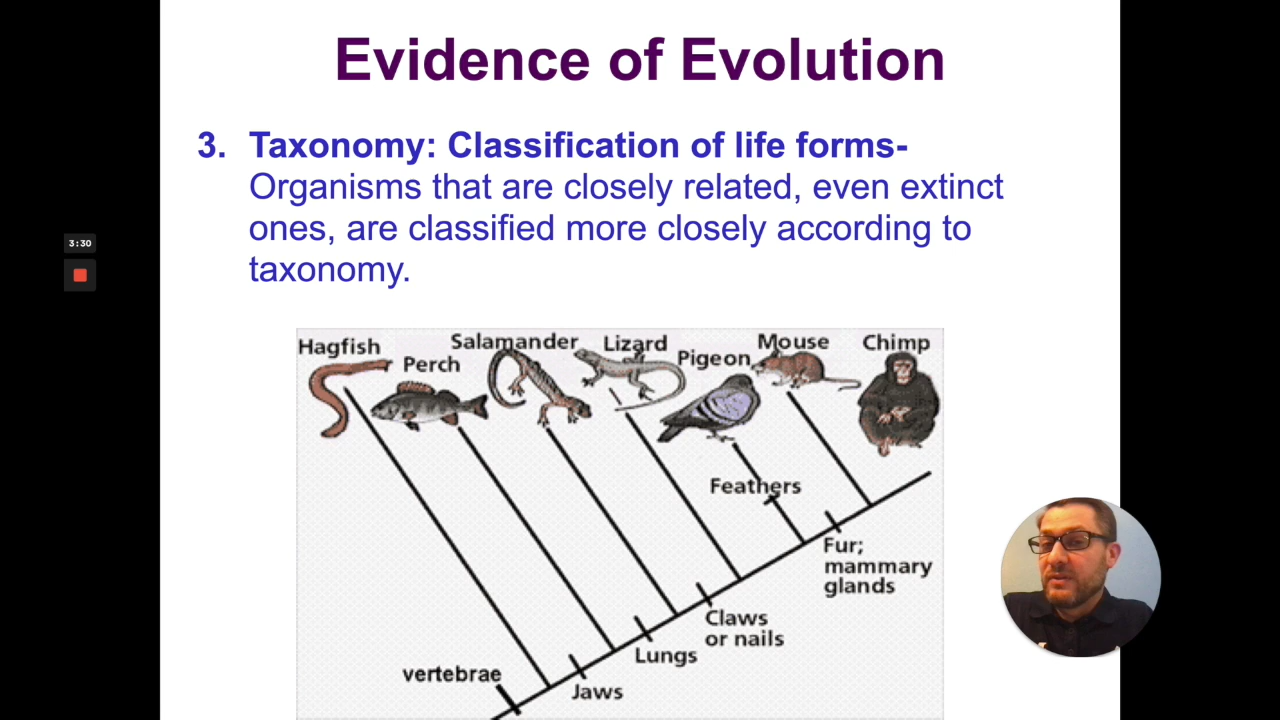 Evidence of Evolution
3. Taxonomy: Classification of life forms-
Organisms that are closely related, even extinct
ones, are classified more closely according to
taxonomy.
3:30
Hagfish
Perch
Salamander
Lizard
Pigeon
Mouse
Chimp
Feathers
Fur;
mammary
glands
Claws
or nails
Lungs
vertebrae
Jaws